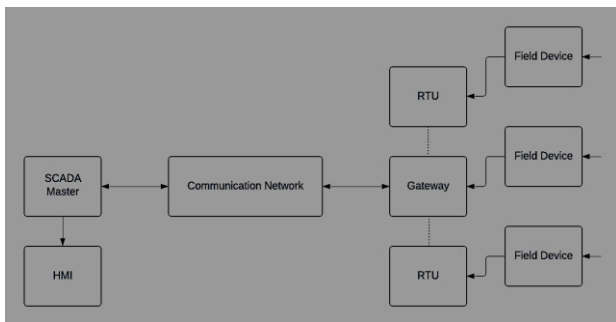 Field Device
RTU
Field Device
SCADA
Master
Communication Network
Gateway
Field Device
HMI
RTU